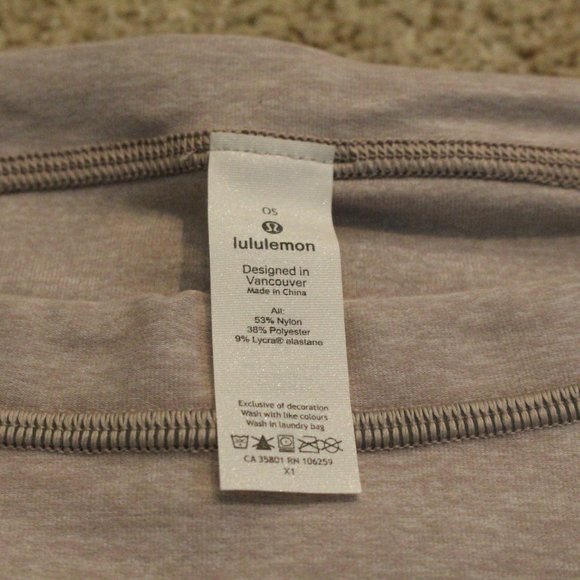 OS
lululemon
Designed in
Vancouver
Made in China
All:
53% Nylon
38% Polyester
9% Lycra® elastane
Exclusive of decoration
Wash with like colours
Wash in laundry bag
CA 35801 RN 106259
X1